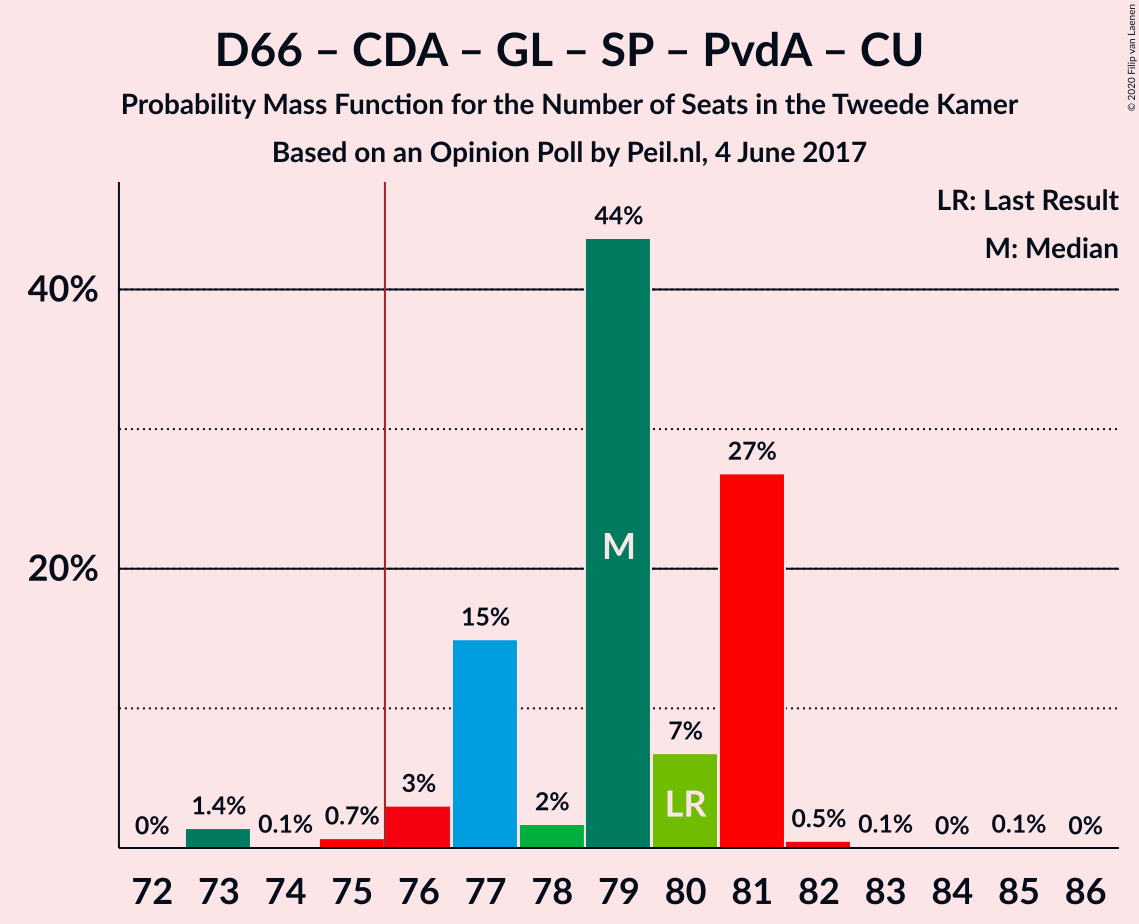 D66 – CDA – GL – SP – PvdA – CU
Probability Mass Function for the Number of Seats in the Tweede Kamer
Based on an Opinion Poll by Peil.nl, 4 June 2017
© 2020 Filip van Laenen
LR: Last Result
M: Median
40%
20%
0%
1.4%
0.1%
0.7%
3%
15%
2%
44%
M
7%
LR
27%
0.5%
0.1%
0%
0.1%
0%
72 73 74 75 76 77 78 79 80 81 82 83 84 85 86